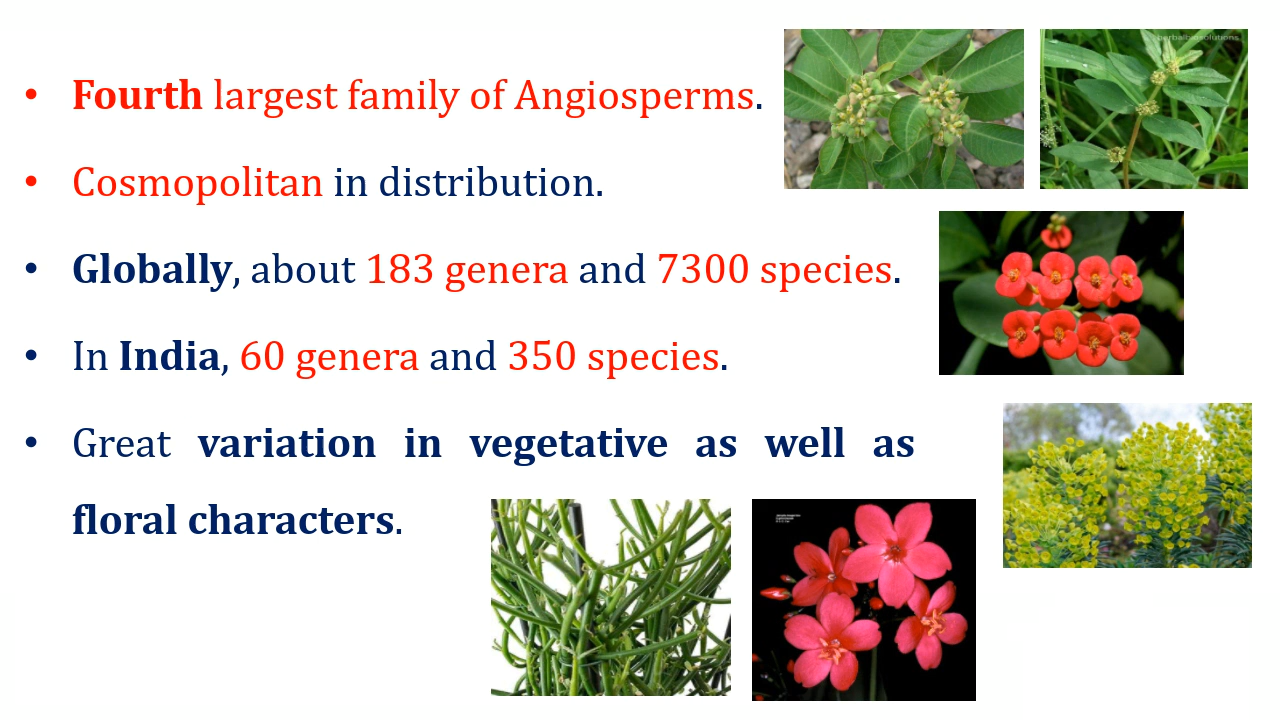 • Fourth largest family of Angiosperms.
• Cosmopolitan in distribution.
• Globally, about 183 genera and 7300 species.
• In India, 60 genera and 350 species.
• Great variation in vegetative as well as
floral characters.